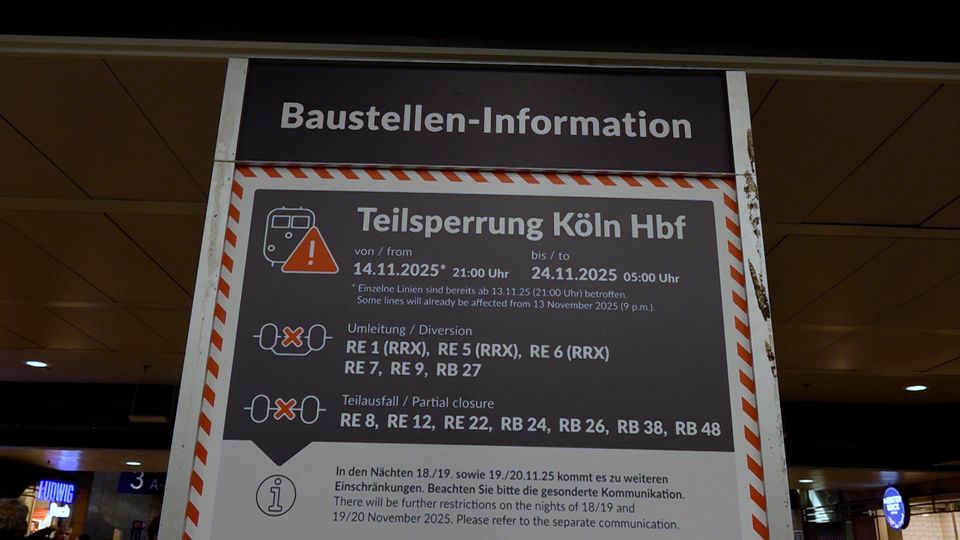 Baustellen-Information
Teilsperrung Köln Hbf
von / from
bis / to
14.11.2025* 21:00 Uhr
24.11.2025 05:00 Uhr
* Einzelne Linien sind bereits ab 13.11.25 (21:00 Uhr) betroffen.
Some lines will already be affected from 13 November 2025 (9 p.m.).
Umleitung / Diversion
RE 1 (RRX), RE 5 (RRX), RE 6 (RRX)
RE 7, RE 9, RB 27
Teilausfall / Partial closure
RE 8, RE 12, RE 22, RB 24, RB 26, RB 38, RB 48
In den Nächten 18./19. sowie 19./20.11.25 kommt es zu weiteren
Einschränkungen. Beachten Sie bitte die gesonderte Kommunikation.
There will be further restrictions on the nights of 18/19 and
19/20 November 2025. Please refer to the separate communication.
LUDWIG
3 A-